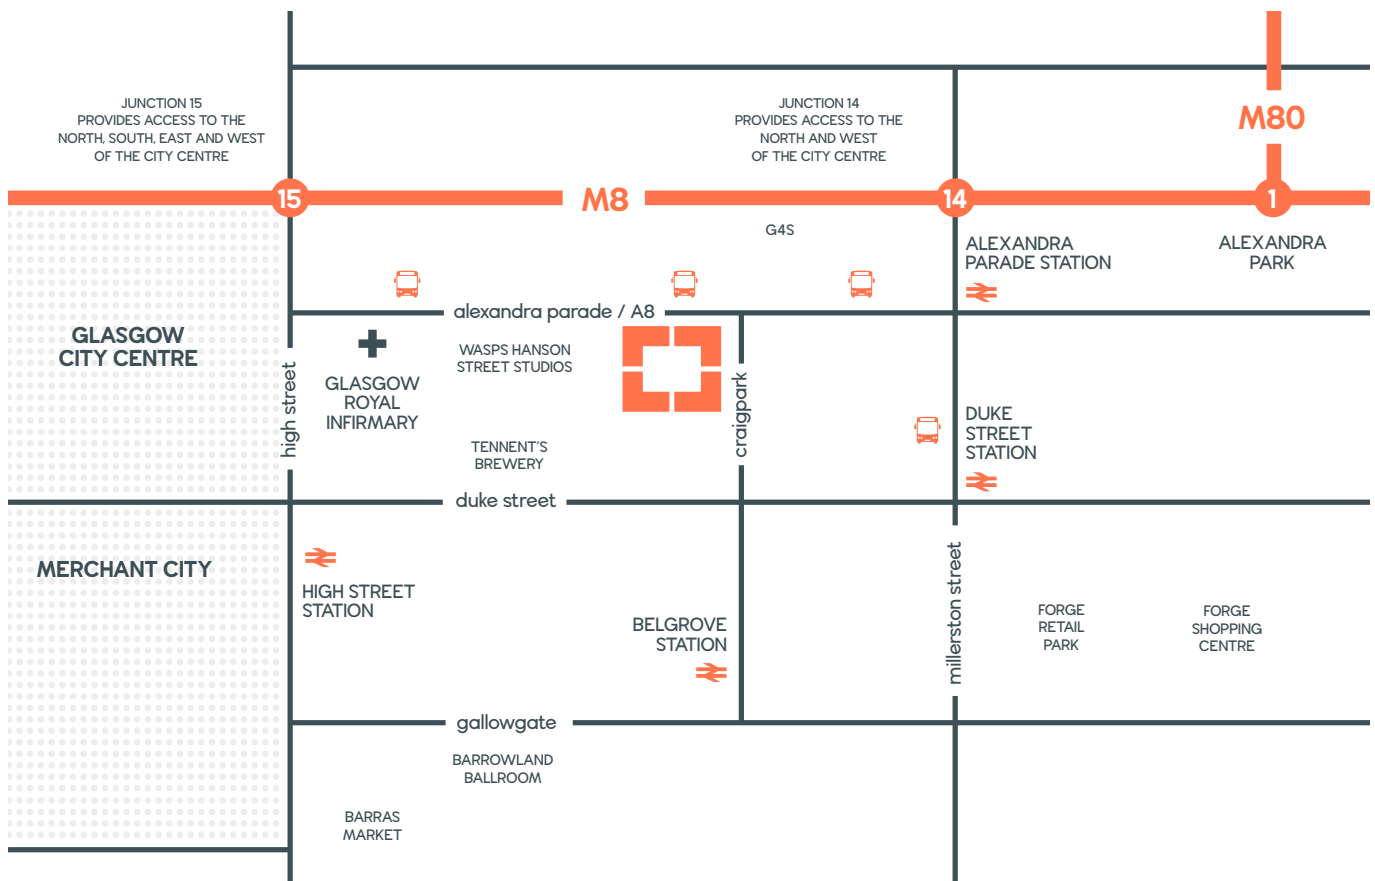 JUNCTION 15
PROVIDES ACCESS TO THE
NORTH, SOUTH, EAST AND WEST
OF THE CITY CENTRE
JUNCTION 14
PROVIDES ACCESS TO THE
NORTH AND WEST
OF THE CITY CENTRE
M80
15
M8
14
1
G4S
ALEXANDRA
PARADE STATION
ALEXANDRA
PARK
alexandra parade / A8
GLASGOW
CITY CENTRE
high street
GLASGOW
ROYAL
INFIRMARY
WASPS HANSON
STREET STUDIOS
craigpark
DUKE
STREET
STATION
TENNENT'S
BREWERY
duke street
MERCHANT CITY
HIGH STREET
STATION
BELGROVE
STATION
millerston street
FORGE
RETAIL
PARK
FORGE
SHOPPING
CENTRE
gallowgate
BARROWLAND
BALLROOM
BARRAS
MARKET